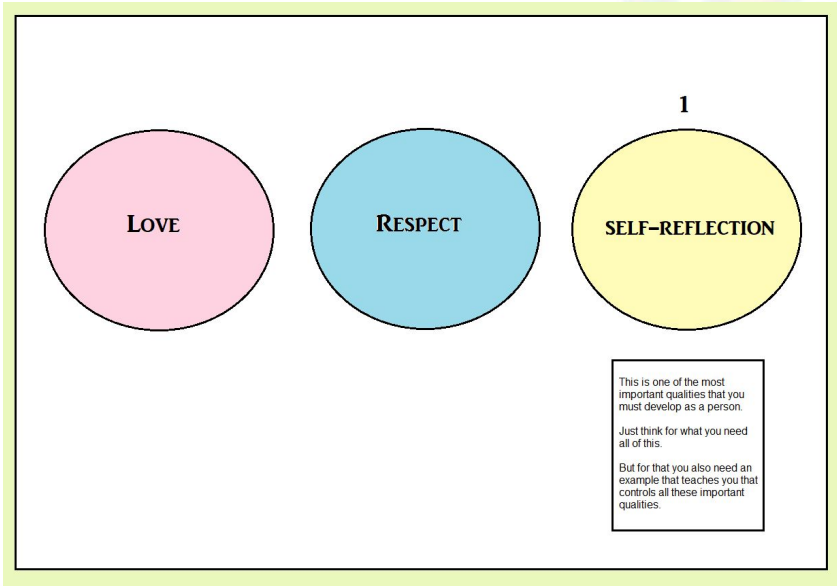 1
LOVE
RESPECT
SELF-REFLECTION
This is one of the most
important qualities that you
must develop as a person.
Just think for what you need
all of this.
But for that you also need an
example that teaches you that
controls all these important
qualities.